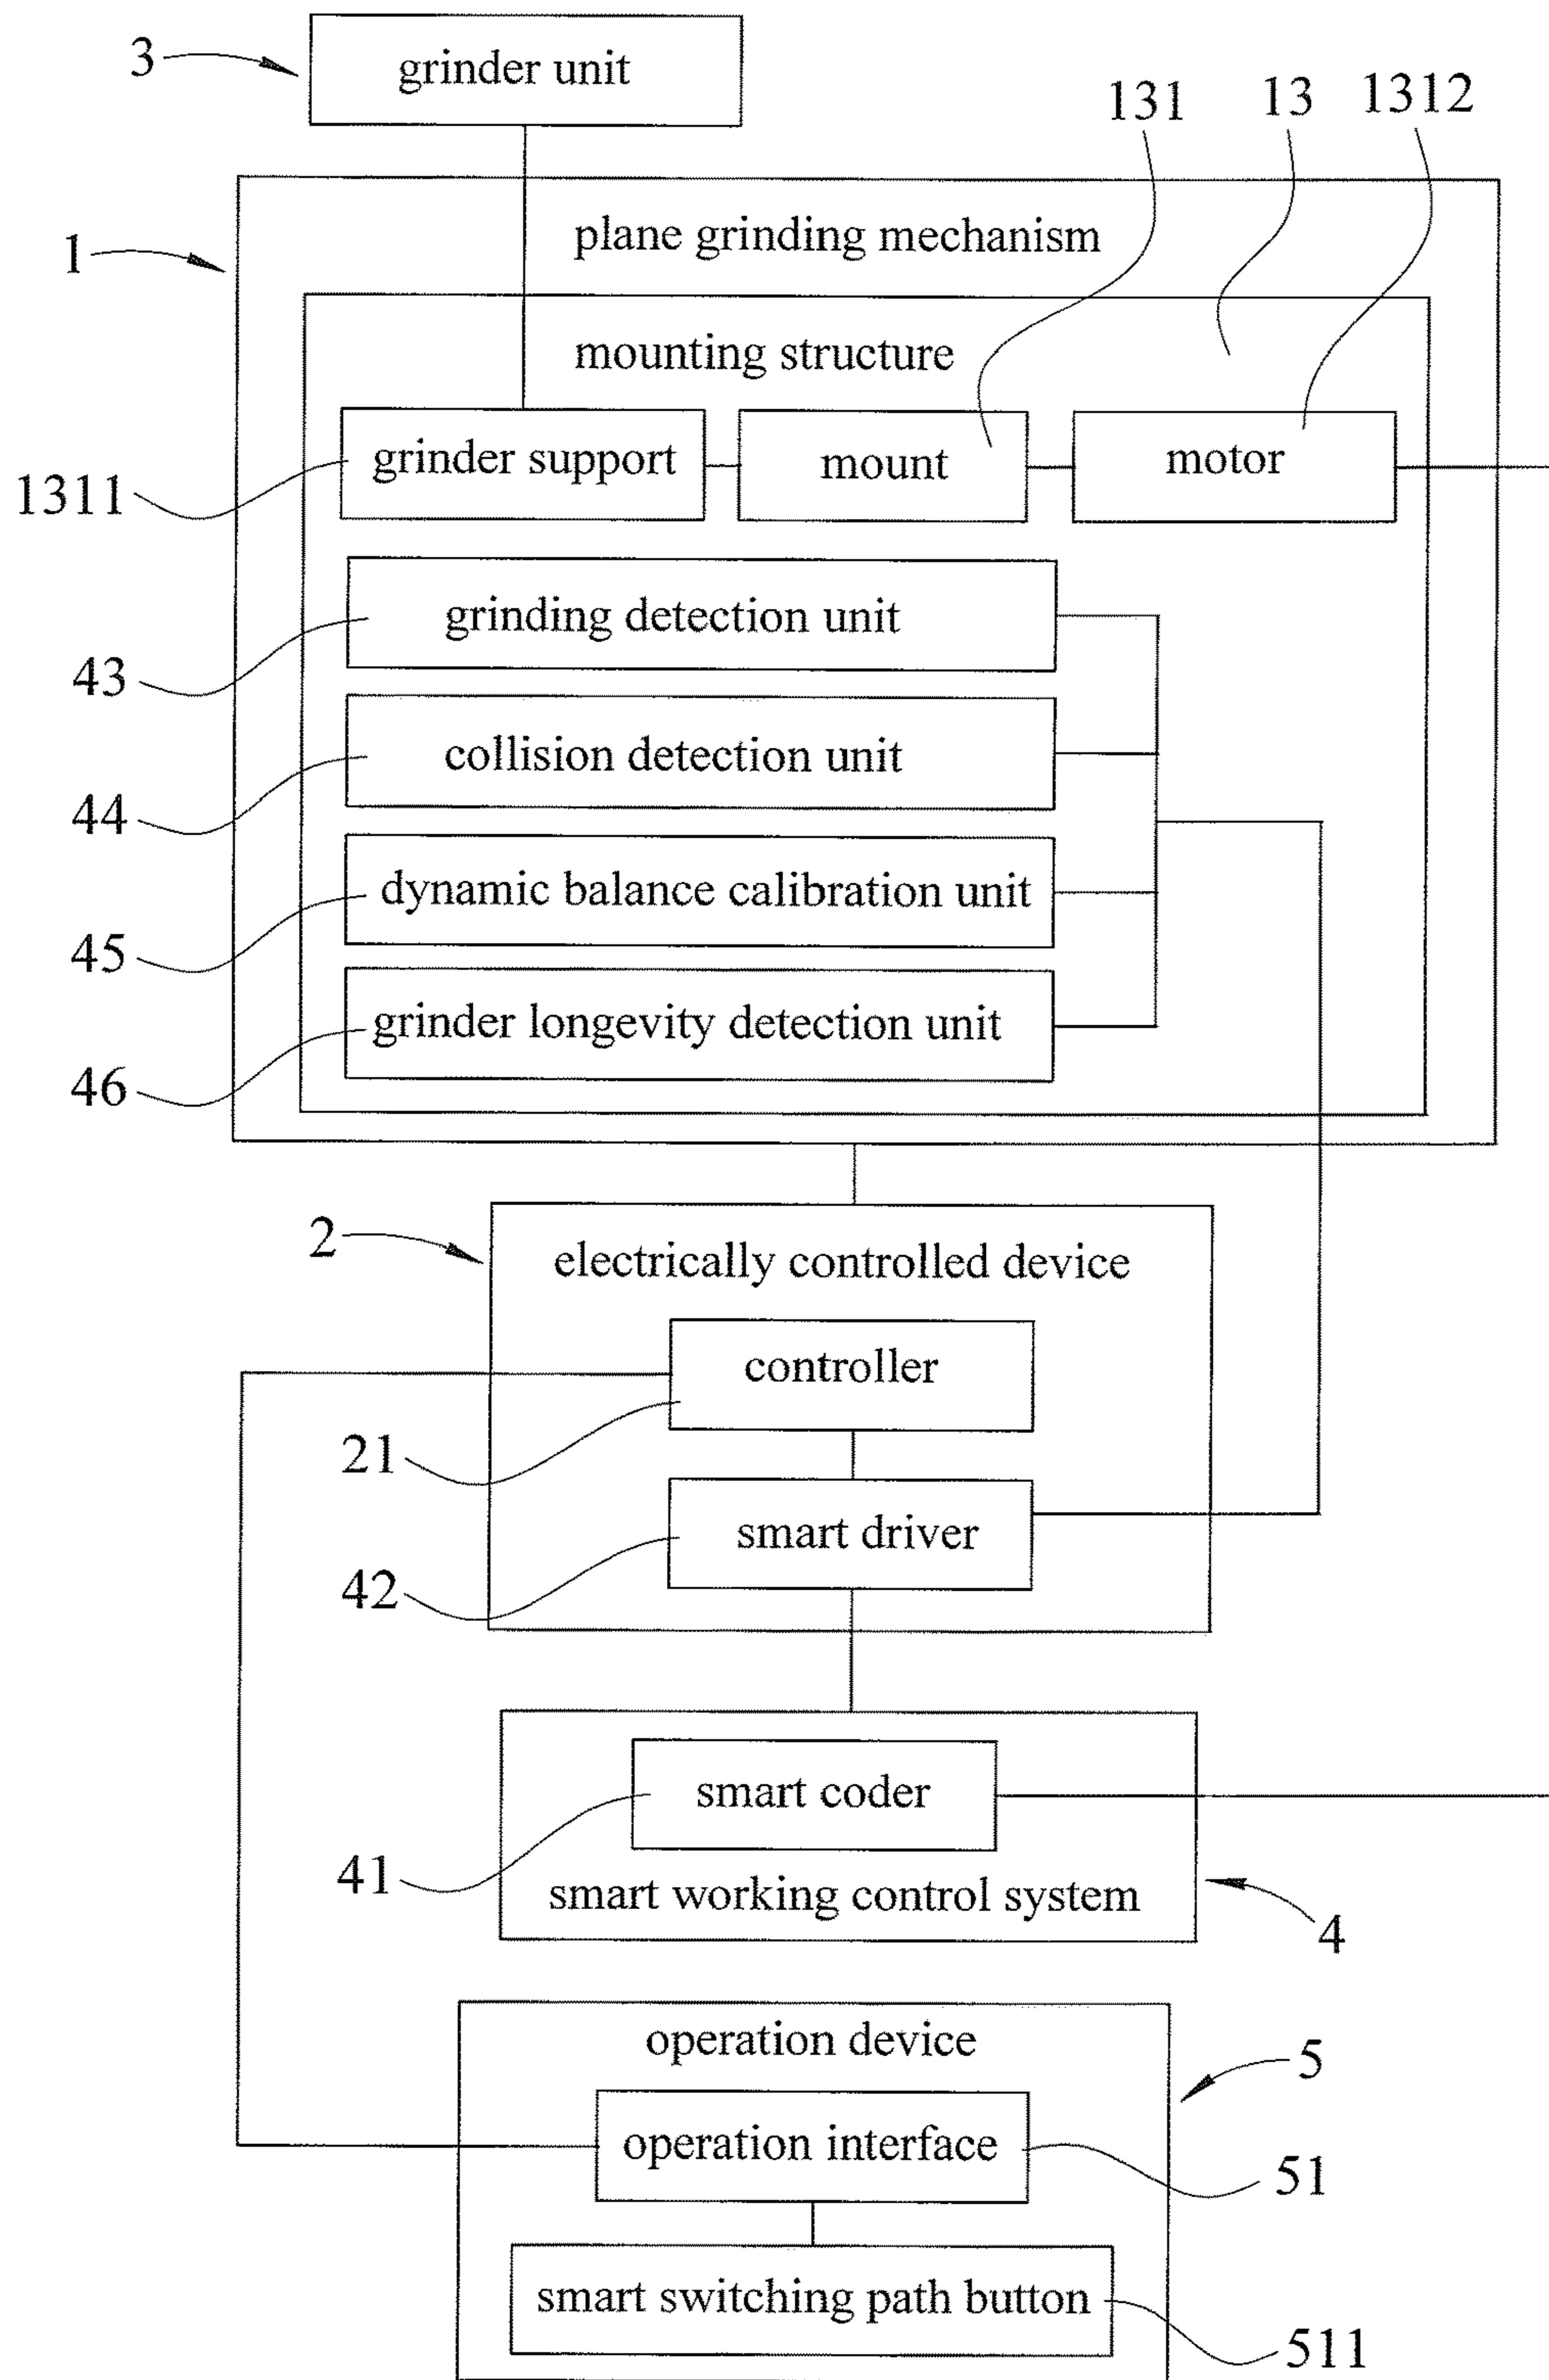 3
grinder unit
131
13
1312
1
plane grinding mechanism
mounting structure
grinder support
mount
motor
1311
grinding detection unit
43
collision detection unit
44
dynamic balance calibration unit
45
grinder longevity detection unit
46
2
electrically controlled device
controller
21
smart driver
42
smart coder
41
smart working control system
4
operation device
5
operation interface
51
smart switching path button
511